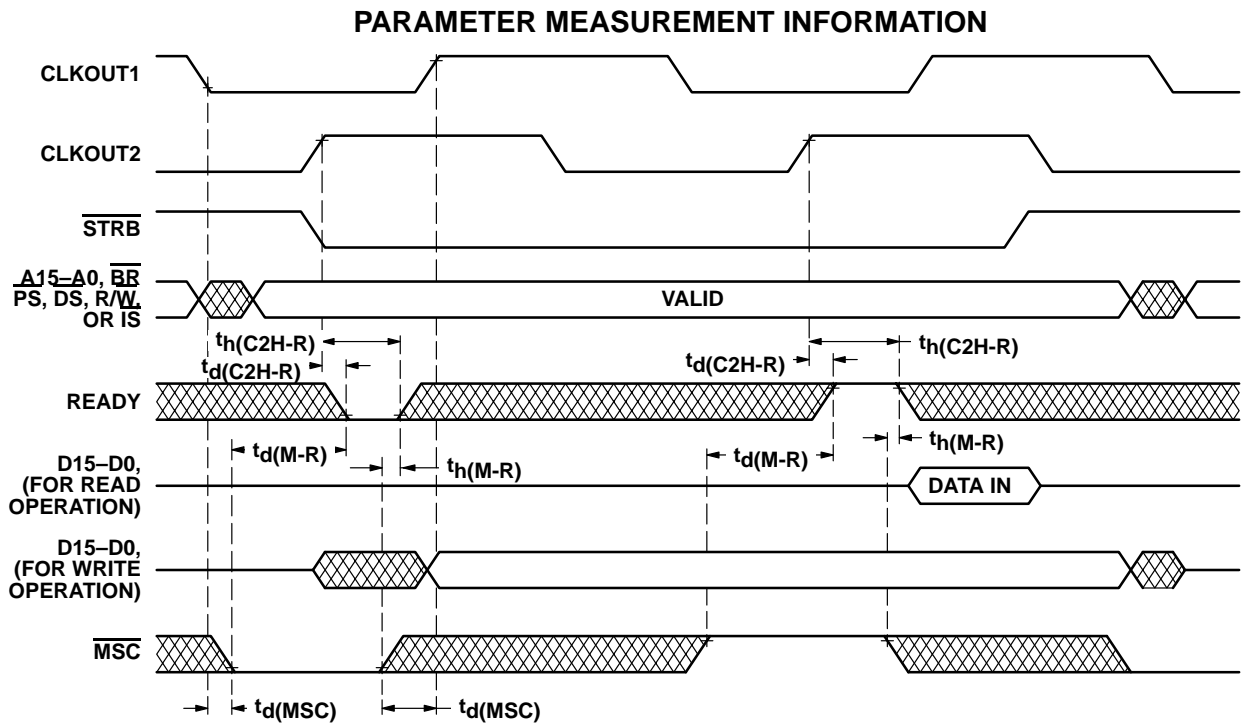 PARAMETER MEASUREMENT INFORMATION
CLKOUT1
CLKOUT2
STRB
A15–A0, BR
PS, DS, R/W,
OR IS
VALID
th(C2H-R)
td(C2H-R)
th(C2H-R)
td(C2H-R)
READY
td(M-R)
th(M-R)
td(M-R)
th(M-R)
D15–D0,
(FOR READ
OPERATION)
DATA IN
D15–D0,
(FOR WRITE
OPERATION)
MSC
td(MSC)
td(MSC)